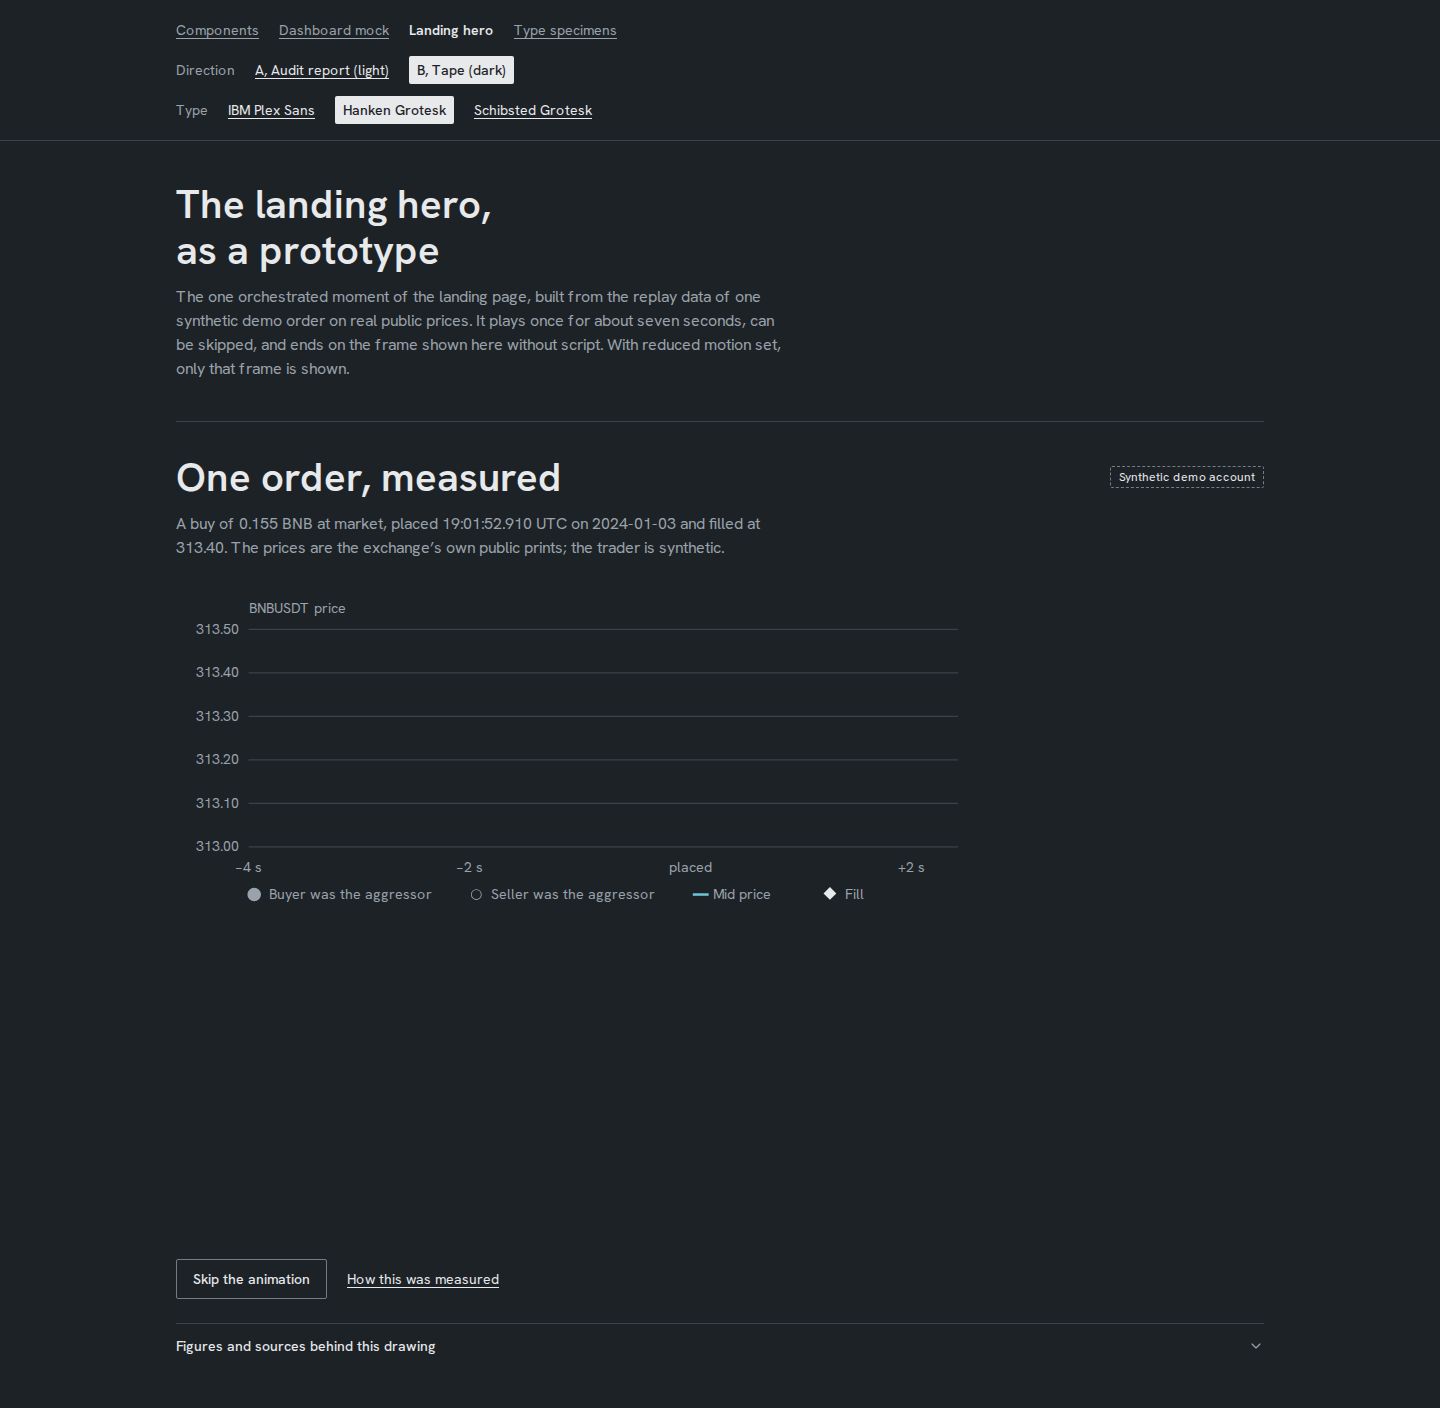 Components Dashboard mock Landing hero Type specimens
Direction A, Audit report (light) B, Tape (dark)
Type IBM Plex Sans Hanken Grotesk Schibsted Grotesk
The landing hero,
as a prototype
The one orchestrated moment of the landing page, built from the replay data of one
synthetic demo order on real public prices. It plays once for about seven seconds, can
be skipped, and ends on the frame shown here without script. With reduced motion set,
only that frame is shown.
One order, measured
Synthetic demo account
A buy of 0.155 BNB at market, placed 19:01:52.910 UTC on 2024-01-03 and filled at
313.40. The prices are the exchange’s own public prints; the trader is synthetic.
BNBUSDT price
313.50
313.40
313.30
313.20
313.10
313.00
−4 s −2 s placed +2 s
Buyer was the aggressor Seller was the aggressor Mid price Fill
Skip the animation How this was measured
Figures and sources behind this drawing